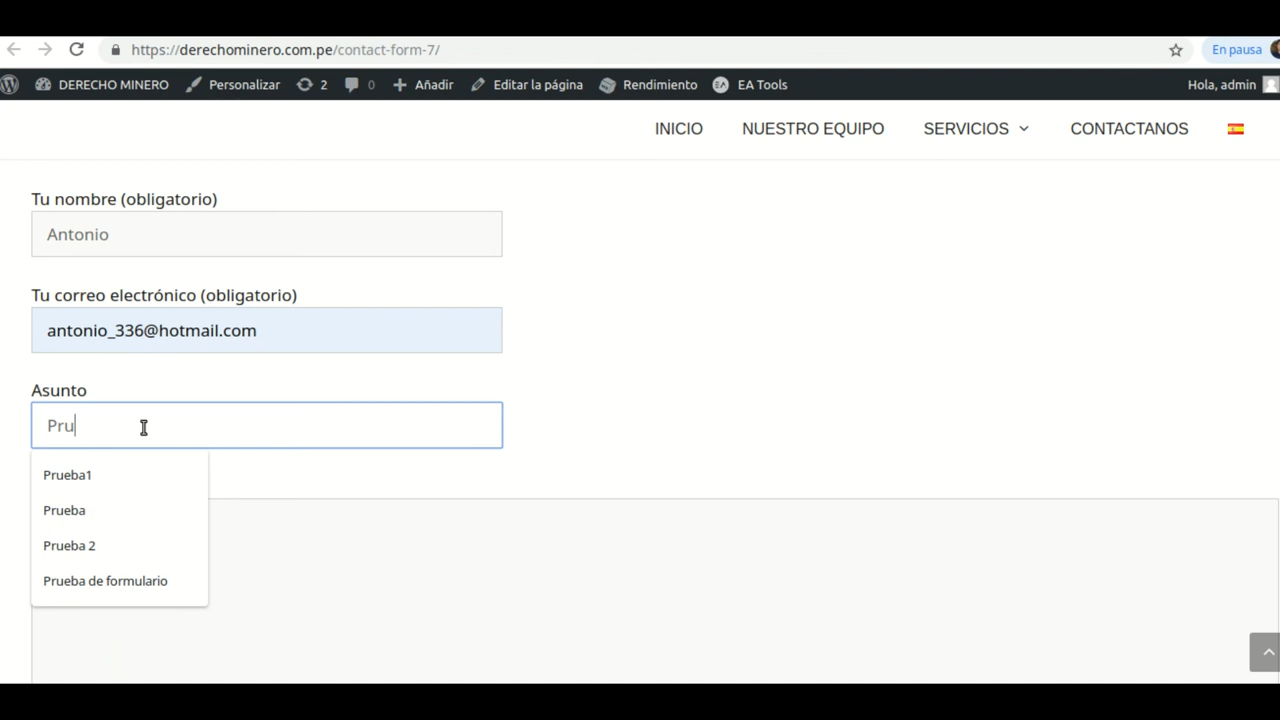 https://derechominero.com.pe/contact-form-7/
En pausa
DERECHO MINERO
Personalizar
2
0
Añadir
Editar la página
Rendimiento
EA Tools
Hola, admin
INICIO
NUESTRO EQUIPO
SERVICIOS
CONTACTANOS
Tu nombre (obligatorio)
Antonio
Tu correo electrónico (obligatorio)
antonio_336@hotmail.com
Asunto
Pru
Prueba1
Prueba
Prueba 2
Prueba de formulario